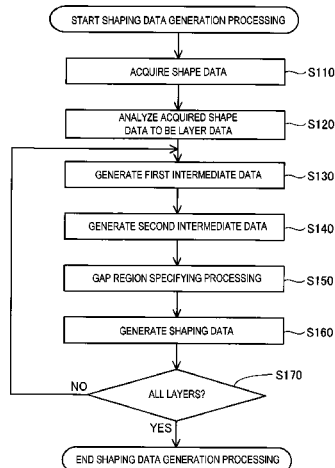 START SHAPING DATA GENERATION PROCESSING
ACQUIRE SHAPE DATA
S110
ANALYZE ACQUIRED SHAPE
DATA TO BE LAYER DATA
S120
GENERATE FIRST INTERMEDIATE DATA
S130
GENERATE SECOND INTERMEDIATE DATA
S140
GAP REGION SPECIFYING PROCESSING
S150
GENERATE SHAPING DATA
S160
S170
NO
ALL LAYERS?
YES
END SHAPING DATA GENERATION PROCESSING